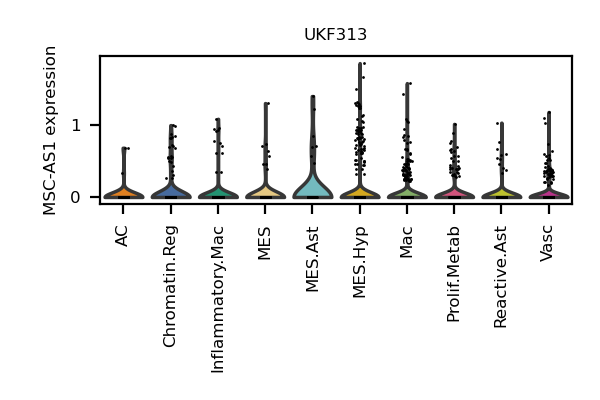 UKF313
MSC-AS1 expression
1
0
AC
Chromatin.Reg
Inflammatory.Mac
MES
MES.Ast
MES.Hyp
Mac
Prolif.Metab
Reactive.Ast
Vasc